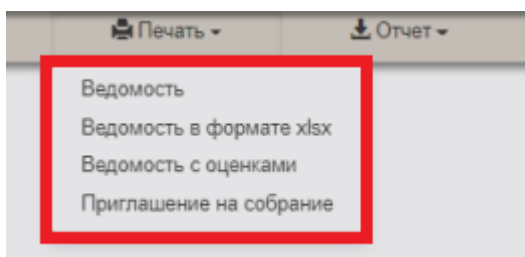 Печать Отчет
Ведомость
Ведомость в формате xlsx
Ведомость с оценками
Приглашение на собрание